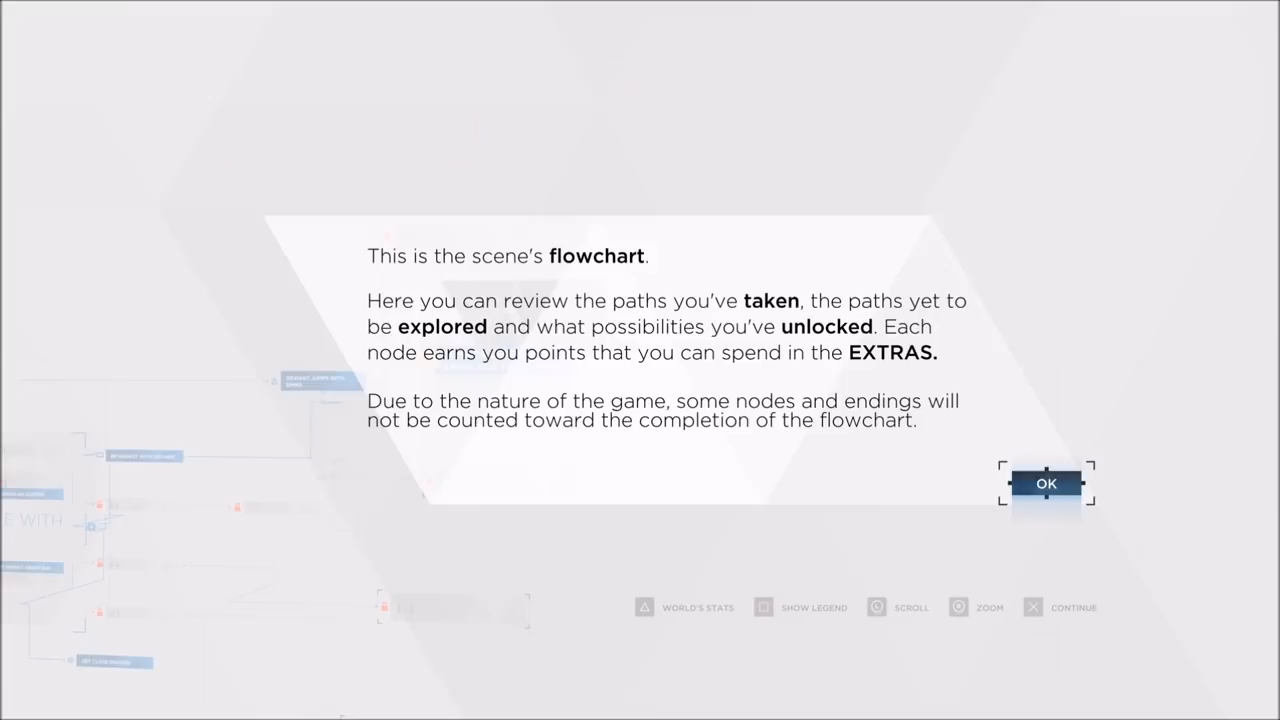 This is the scene's flowchart.
Here you can review the paths you've taken, the paths yet to
be explored and what possibilities you've unlocked. Each
node earns you points that you can spend in the EXTRAS.
Due to the nature of the game, some nodes and endings will
not be counted toward the completion of the flowchart.
OK
E WITH
WORLD'S STATS SHOW LEGEND SCROLL ZOOM CONTINUE